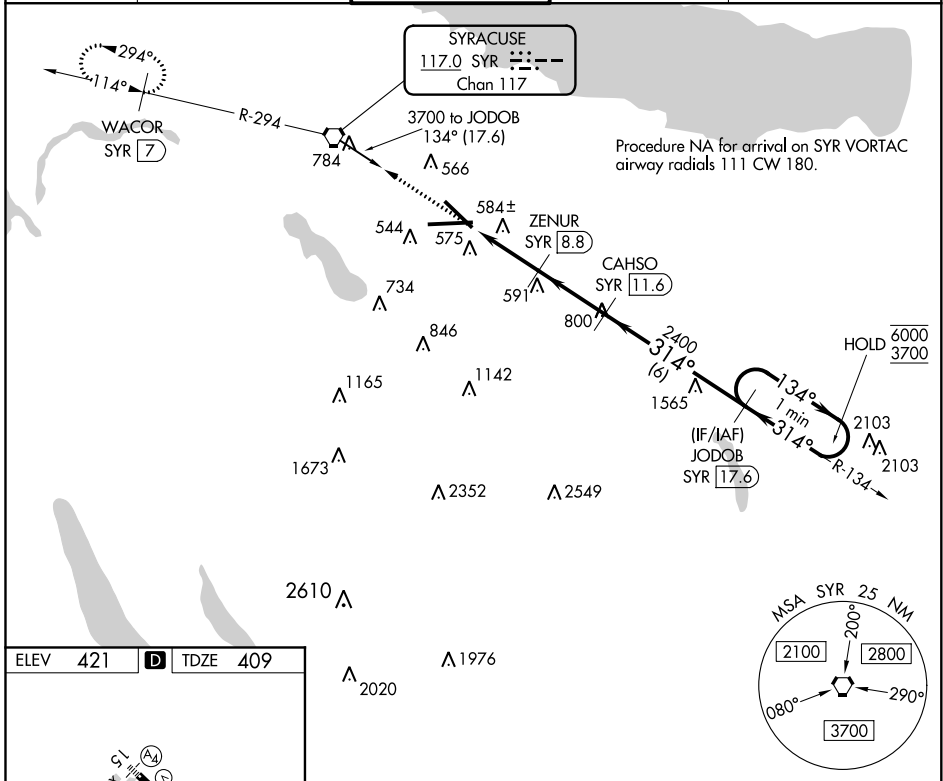 SYRACUSE
117.0 SYR
Chan 117
294°
114°
WACOR
SYR 7
R-294
3700 to JODOB
134° (17.6)
784
566
Procedure NA for arrival on SYR VORTAC
airway radials 111 CW 180.
584±
544
575
ZENUR
SYR 8.8
CAHSO
SYR 11.6
591
734
800
846
2400
314°
(6)
HOLD 6000
3700
1165
1142
1565
134°
1 min
314°
2103
2103
(IF/IAF)
JODOB
SYR 17.6
R-134
1673
2352
2549
2610
MSA SYR 25 NM
200°
2100
2800
080°
290°
3700
ELEV 421 D TDZE 409
1976
2020
15
A4
V